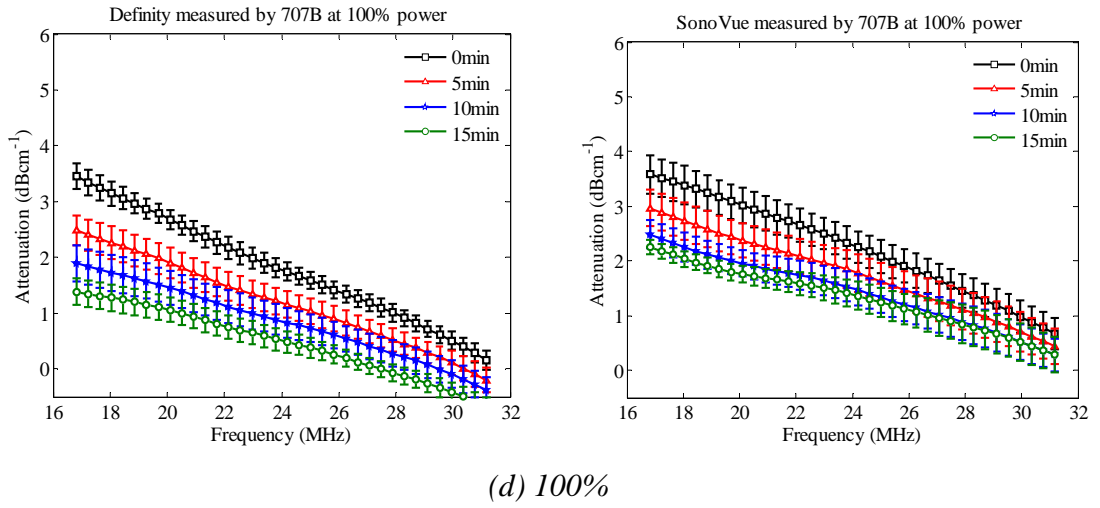 Definity measured by 707B at 100% power
6
5
4
3
2
1
0
Attenuation (dBcm-1)
0min
5min
10min
15min
16 18 20 22 24 26 28 30 32
Frequency (MHz)
SonoVue measured by 707B at 100% power
6
5
4
3
2
1
0
Attenuation (dBcm-1)
0min
5min
10min
15min
16 18 20 22 24 26 28 30 32
Frequency (MHz)
(d) 100%